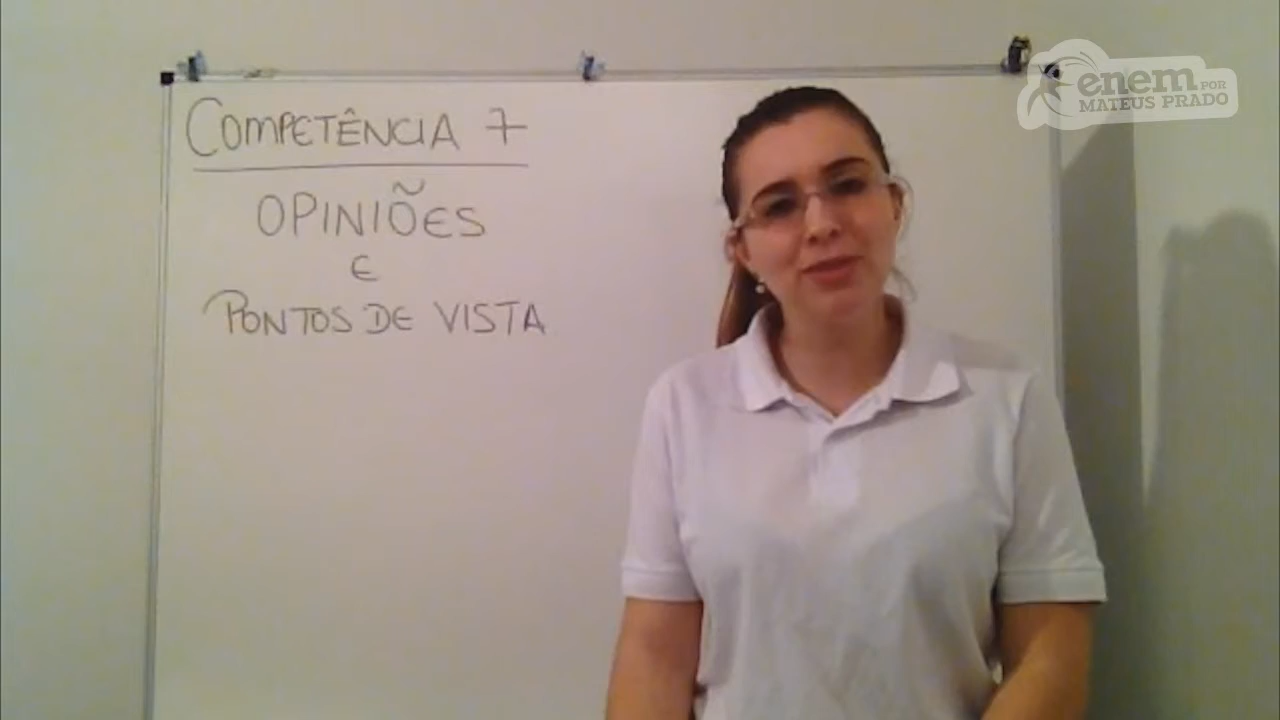 COMPETÊNCIA 7
OPINIÕES
E
PONTOS DE VISTA
enem POR
MATEUS PRADO